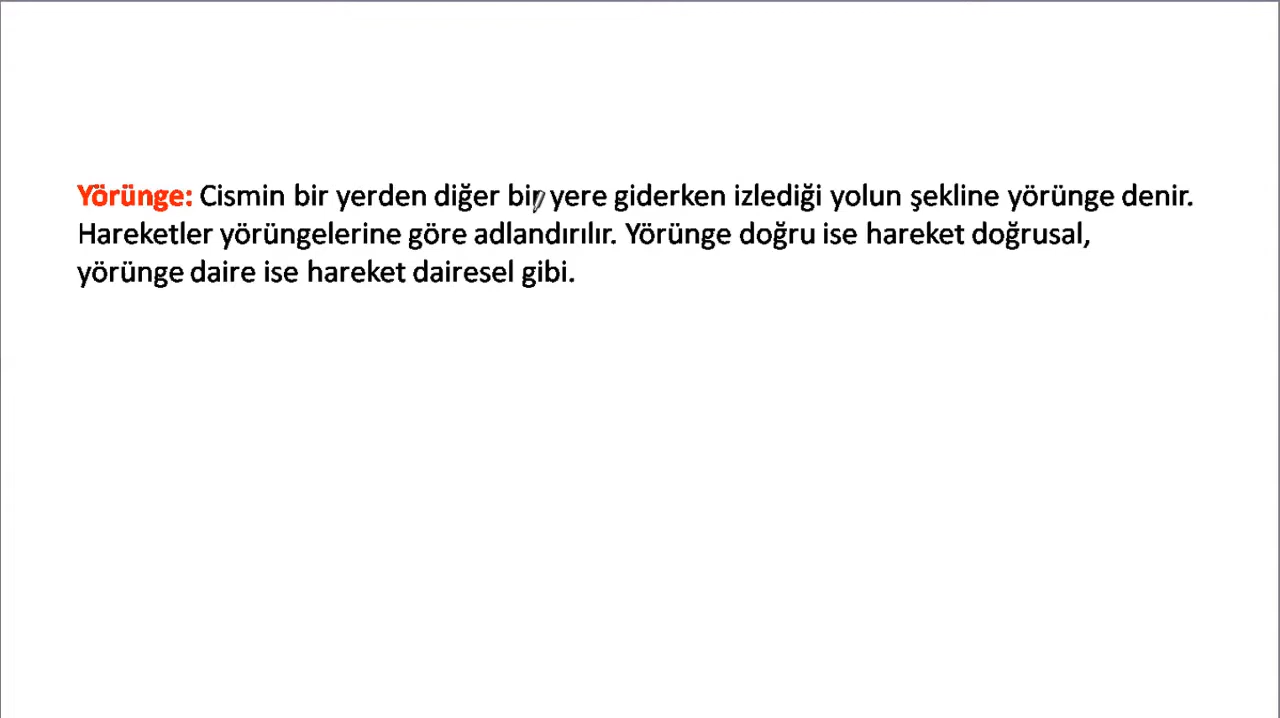 Yörünge: Cismin bir yerden diğer bir yere giderken izlediği yolun şekline yörünge denir.
Hareketler yörüngelerine göre adlandırılır. Yörünge doğru ise hareket doğrusal,
yörünge daire ise hareket dairesel gibi.